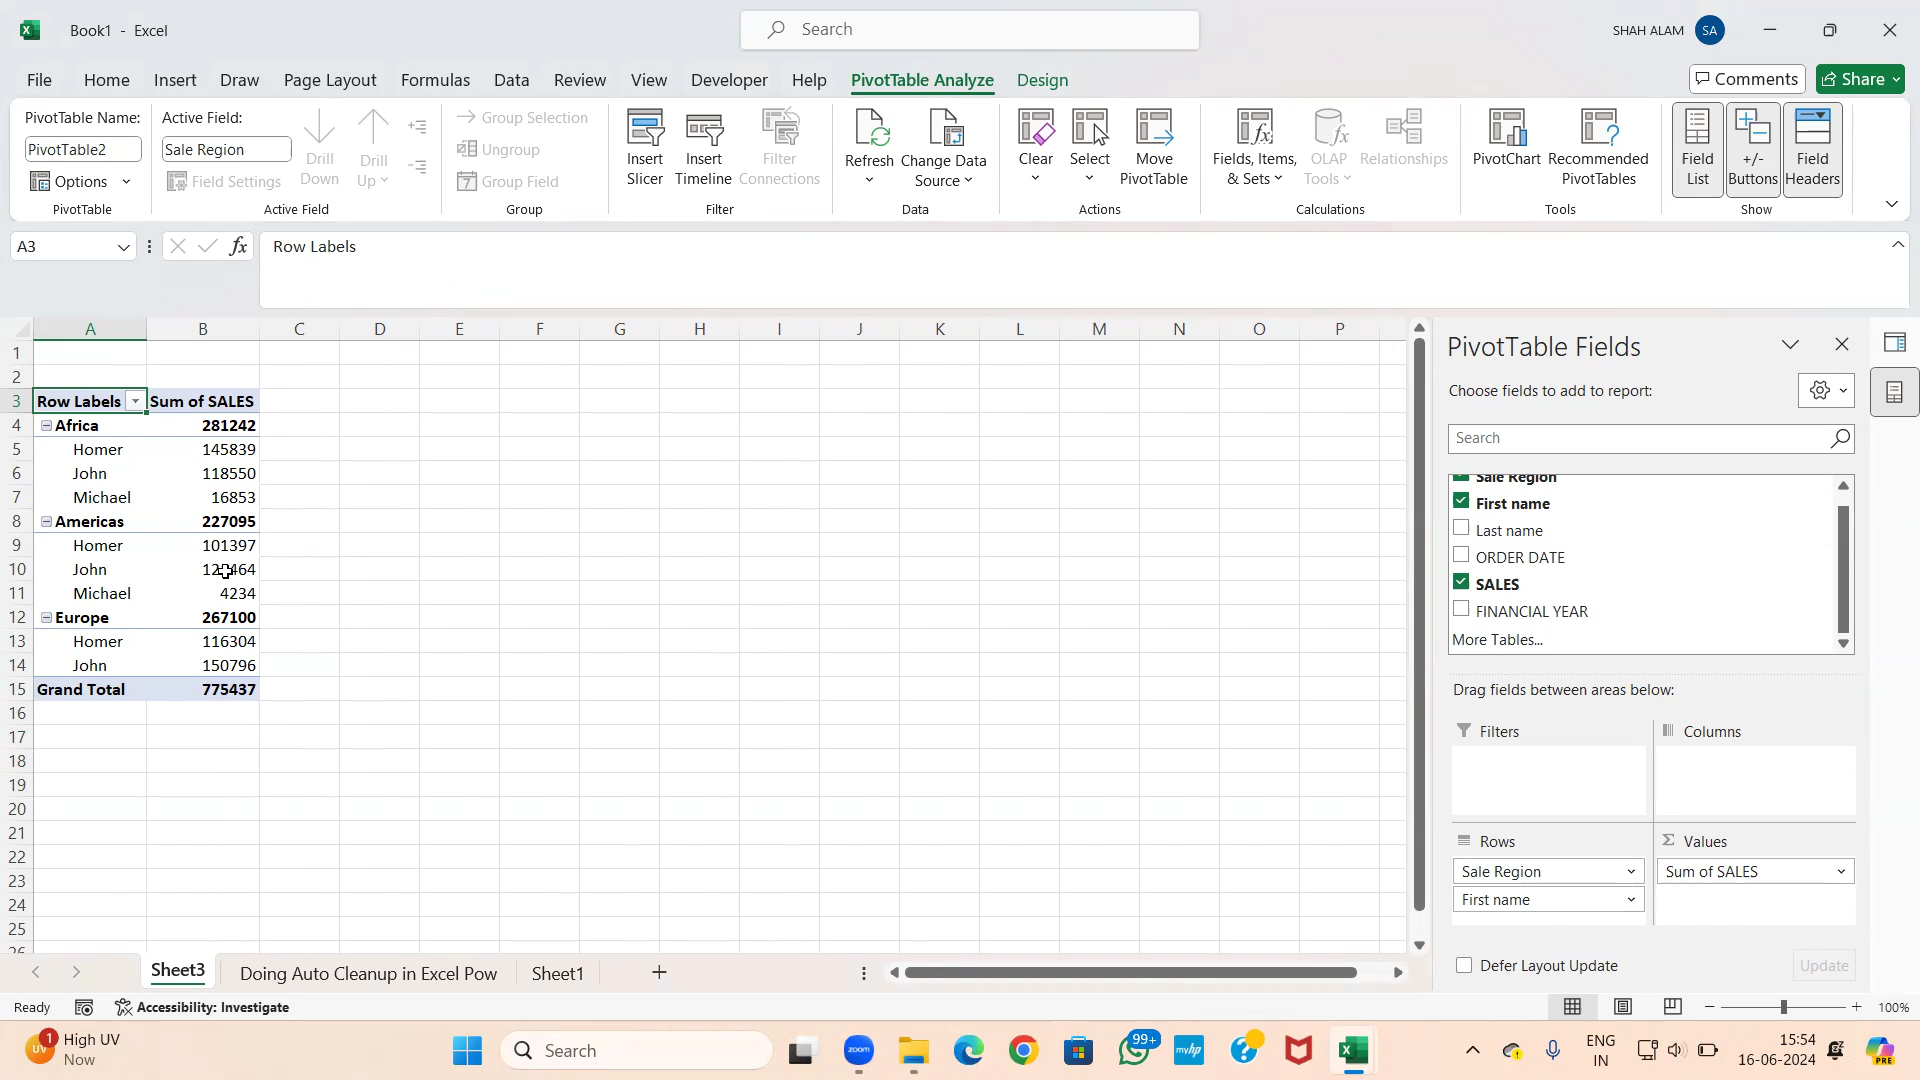 Book1 - Excel
Search
SHAH ALAM SA
File Home Insert Draw Page Layout Formulas Data Review View Developer Help PivotTable Analyze Design
Comments Share
PivotTable Name:
PivotTable2
Options
PivotTable
Active Field:
Sale Region
Field Settings
Drill Down
Drill Up
Active Field
Group Selection
Ungroup
Group Field
Group
Insert Slicer
Insert Timeline
Filter Connections
Filter
Refresh
Change Data Source
Data
Clear
Select
Move PivotTable
Actions
Fields, Items, & Sets
OLAP Tools
Relationships
Calculations
PivotChart
Recommended PivotTables
Tools
Field List
+/- Buttons
Field Headers
Show
A3
fx
Row Labels
A B C D E F G H I J K L M N O P
1
2
3 Row Labels Sum of SALES
4 Africa 281242
5 Homer 145839
6 John 118550
7 Michael 16853
8 Americas 227095
9 Homer 101397
10 John
11 Michael 4234
12 Europe 267100
13 Homer 116304
14 John 150796
15 Grand Total 775437
16
17
18
19
20
21
22
23
24
25
26
PivotTable Fields
Choose fields to add to report:
Search
Sale Region
First name
Last name
ORDER DATE
SALES
FINANCIAL YEAR
More Tables...
Drag fields between areas below:
Filters
Columns
Rows
Sale Region
First name
Values
Sum of SALES
Defer Layout Update
Update
Sheet3 Doing Auto Cleanup in Excel Pow Sheet1
Ready
Accessibility: Investigate
100%
1
UV
High UV
Now
Search
zoom
99+
myhp
ENG
IN
15:54
16-06-2024
PRE